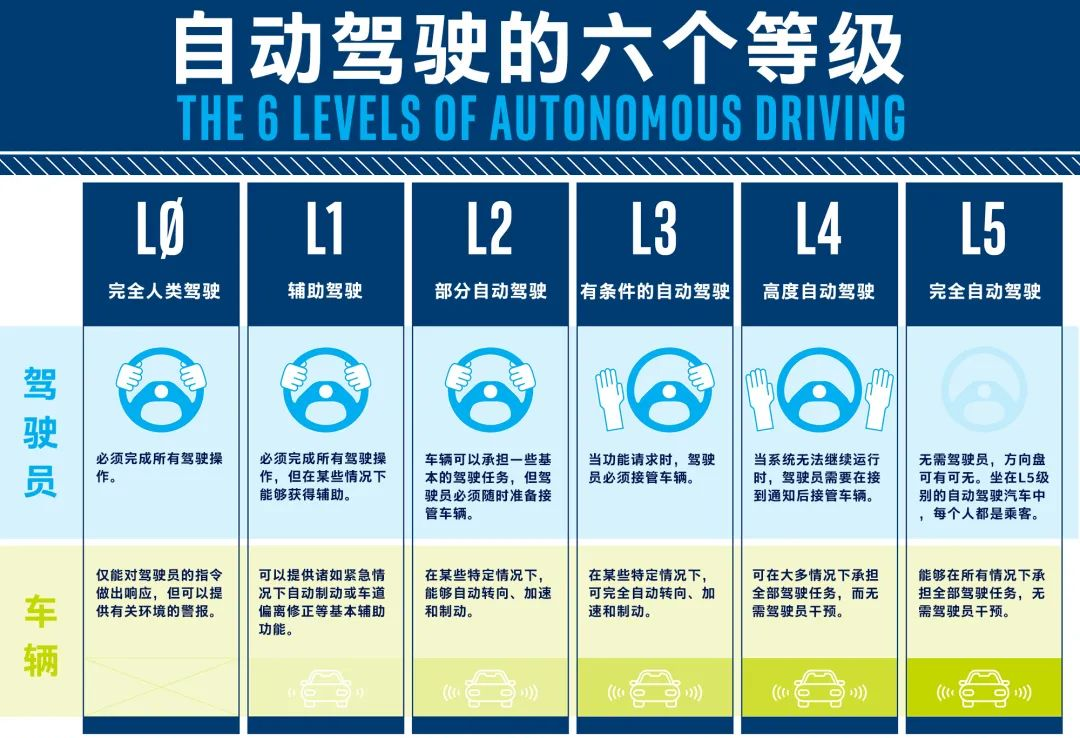 自动驾驶的六个等级
THE 6 LEVELS OF AUTONOMOUS DRIVING
LØ
完全人类驾驶
L1
辅助驾驶
L2
部分自动驾驶
L3
有条件的自动驾驶
L4
高度自动驾驶
L5
完全自动驾驶
驾驶员
必须完成所有驾驶操
作。
必须完成所有驾驶操
作，但在某些情况下
能够获得辅助。
车辆可以承担一些基
本的驾驶任务，但驾
驶员必须随时准备接
管车辆。
当功能请求时，驾驶
员必须接管车辆。
当系统无法继续运行
时，驾驶员需要在接
到通知后接管车辆。
无需驾驶员，方向盘
可有可无。坐在L5级
别的自动驾驶汽车中
，每个人都是乘客。
车辆
仅能对驾驶员的指令
做出响应，但可以提
供有关环境的警报。
可以提供诸如紧急情
况下自动制动或车道
偏离修正等基本辅助
功能。
在某些特定情况下，
能够自动转向、加速
和制动。
在某些特定情况下，
可完全自动转向、加
速和制动。
可在大多情况下承担
全部驾驶任务，而无
需驾驶员干预。
能够在所有情况下承
担全部驾驶任务，无
需驾驶员干预。